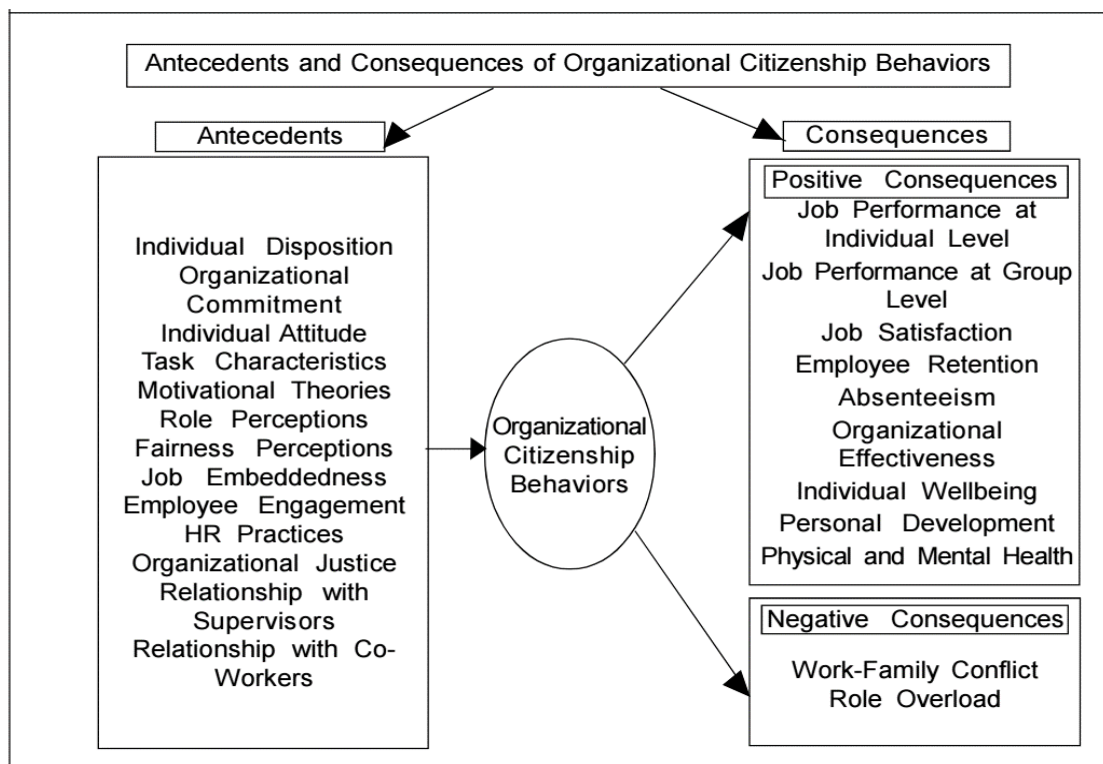 Antecedents and Consequences of Organizational Citizenship Behaviors
Antecedents
Individual Disposition
Organizational
Commitment
Individual Attitude
Task Characteristics
Motivational Theories
Role Perceptions
Fairness Perceptions
Job Embeddedness
Employee Engagement
HR Practices
Organizational Justice
Relationship with
Supervisors
Relationship with Co-
Workers
Organizational
Citizenship
Behaviors
Consequences
Positive Consequences
Job Performance at
Individual Level
Job Performance at Group
Level
Job Satisfaction
Employee Retention
Absenteeism
Organizational
Effectiveness
Individual Wellbeing
Personal Development
Physical and Mental Health
Negative Consequences
Work-Family Conflict
Role Overload